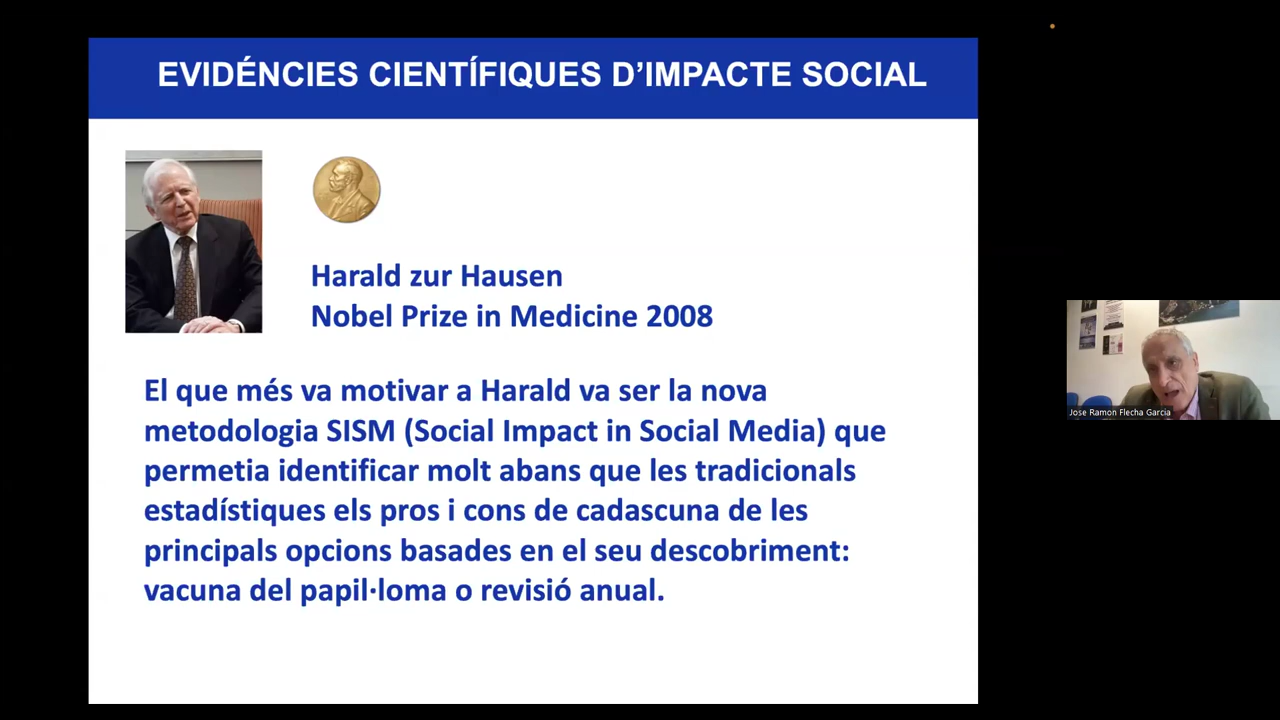 EVIDÉNCIES CIENTÍFIQUES D'IMPACTE SOCIAL
Harald zur Hausen
Nobel Prize in Medicine 2008
El que més va motivar a Harald va ser la nova
metodologia SISM (Social Impact in Social Media) que
permetia identificar molt abans que les tradicionals
estadístiques els pros i cons de cadascuna de les
principals opcions basades en el seu descobriment:
vacuna del papil·loma o revisió anual.
Jose Ramon Flecha Garcia